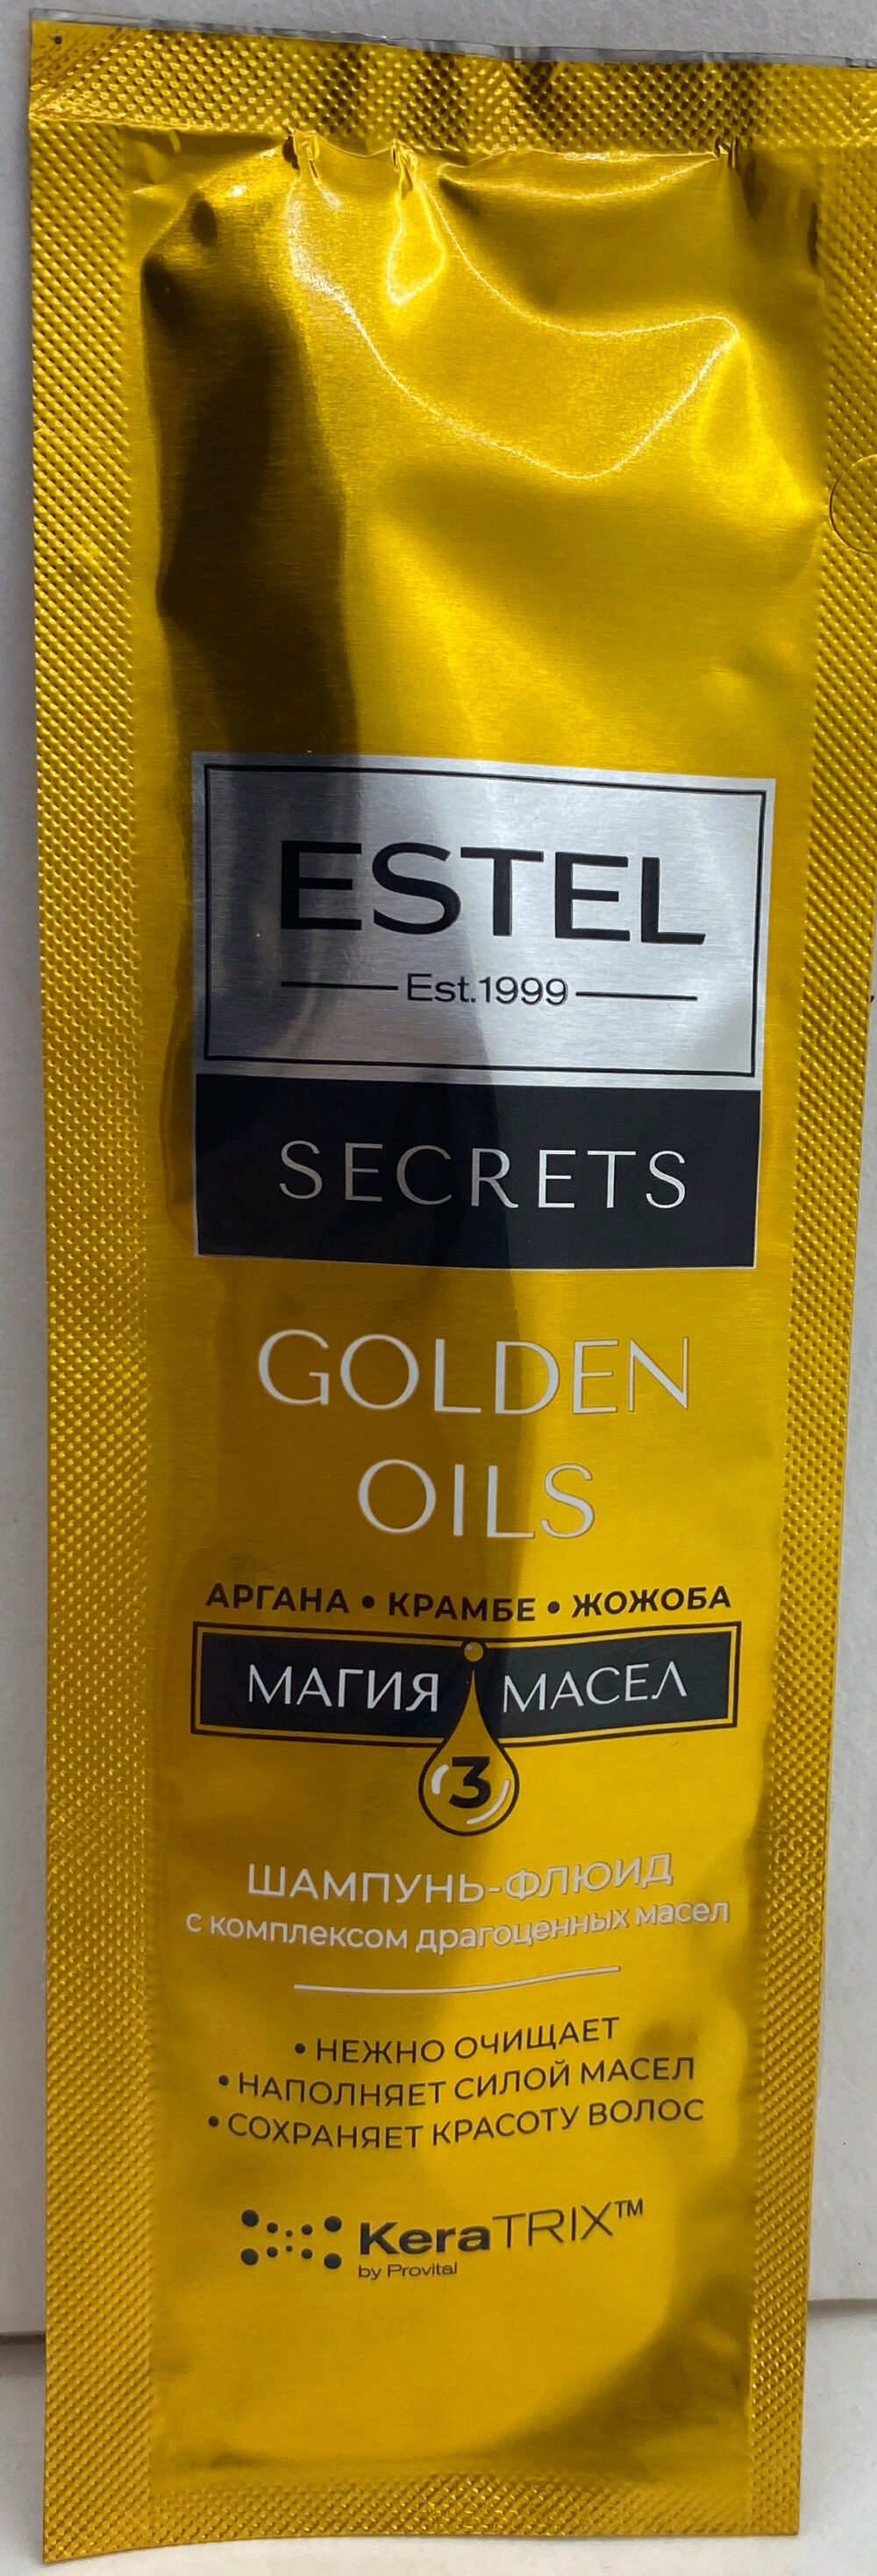 ESTEL
Est.1999
SECRETS
GOLDEN
OILS
АРГАНА • КРАМБЕ • ЖОЖОБА
МАГИЯ МАСЕЛ
3
ШАМПУНЬ-ФЛЮИД
с комплексом драгоценных масел
• НЕЖНО ОЧИЩАЕТ
• НАПОЛНЯЕТ СИЛОЙ МАСЕЛ
• СОХРАНЯЕТ КРАСОТУ ВОЛОС
KeraTRIX™
by Provital